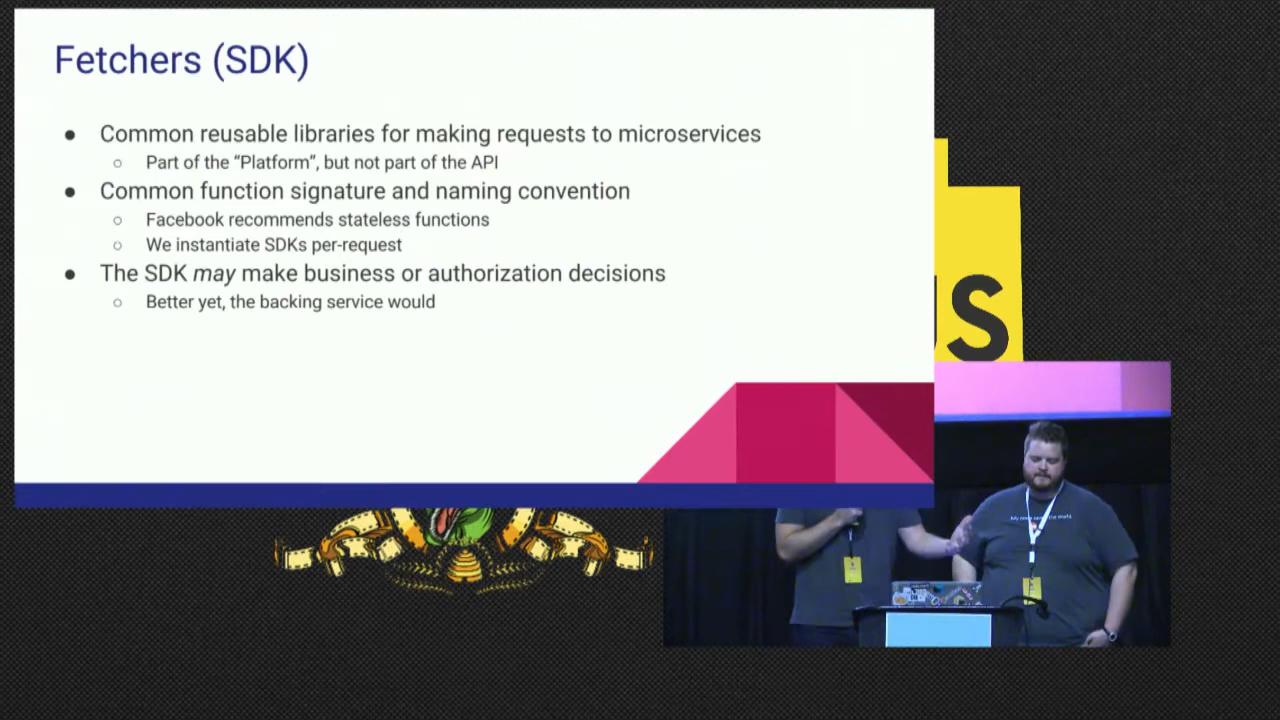 Fetchers (SDK)
● Common reusable libraries for making requests to microservices
○ Part of the “Platform”, but not part of the API
● Common function signature and naming convention
○ Facebook recommends stateless functions
○ We instantiate SDKs per-request
● The SDK may make business or authorization decisions
○ Better yet, the backing service would
JS